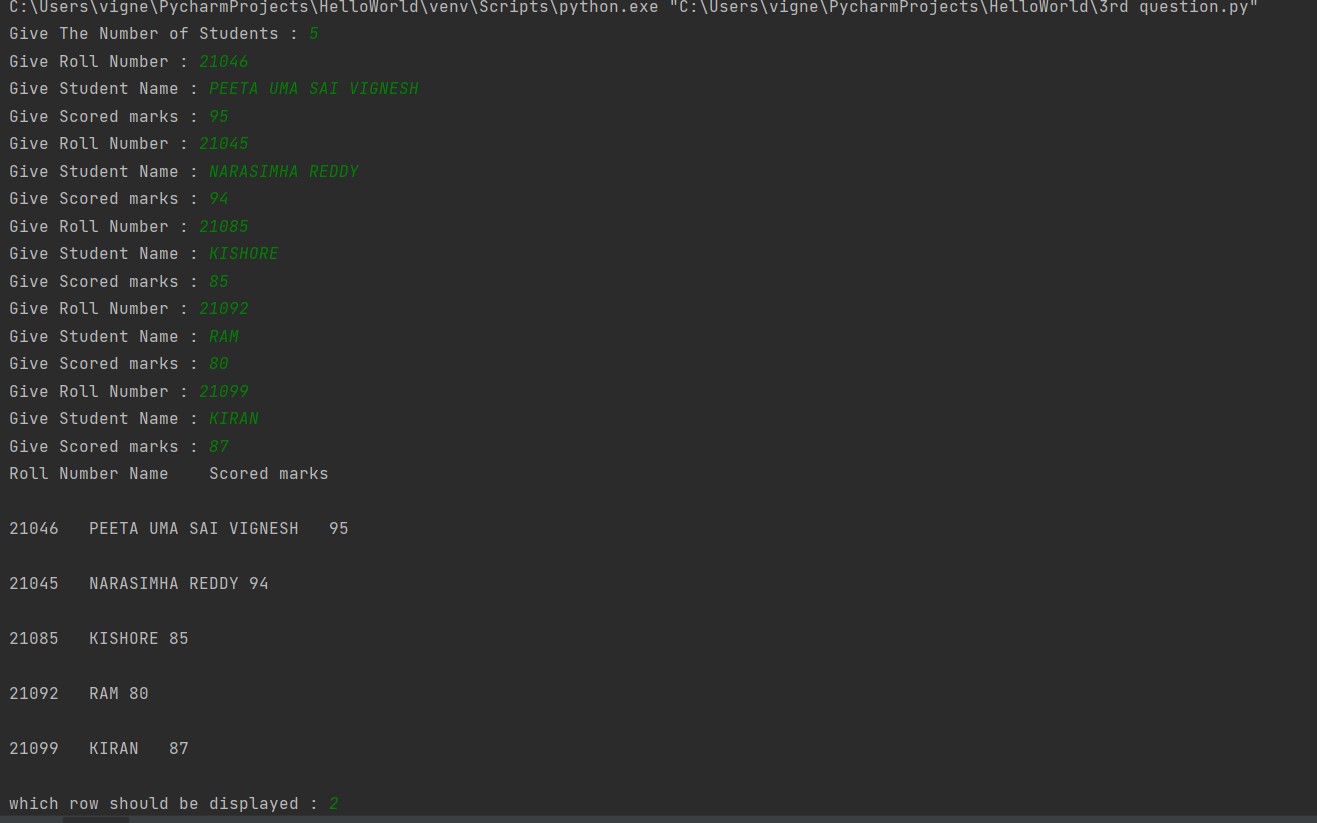 C:\Users\vigne\PycharmProjects\HelloWorld\venv\Scripts\python.exe "C:\Users\vigne\PycharmProjects\HelloWorld\3rd question.py"
Give The Number of Students : 5
Give Roll Number : 21046
Give Student Name : PEETA UMA SAI VIGNESH
Give Scored marks : 95
Give Roll Number : 21045
Give Student Name : NARASIMHA REDDY
Give Scored marks : 94
Give Roll Number : 21085
Give Student Name : KISHORE
Give Scored marks : 85
Give Roll Number : 21092
Give Student Name : RAM
Give Scored marks : 80
Give Roll Number : 21099
Give Student Name : KIRAN
Give Scored marks : 87
Roll Number Name    Scored marks
21046   PEETA UMA SAI VIGNESH   95
21045   NARASIMHA REDDY 94
21085   KISHORE 85
21092   RAM 80
21099   KIRAN   87
which row should be displayed : 2